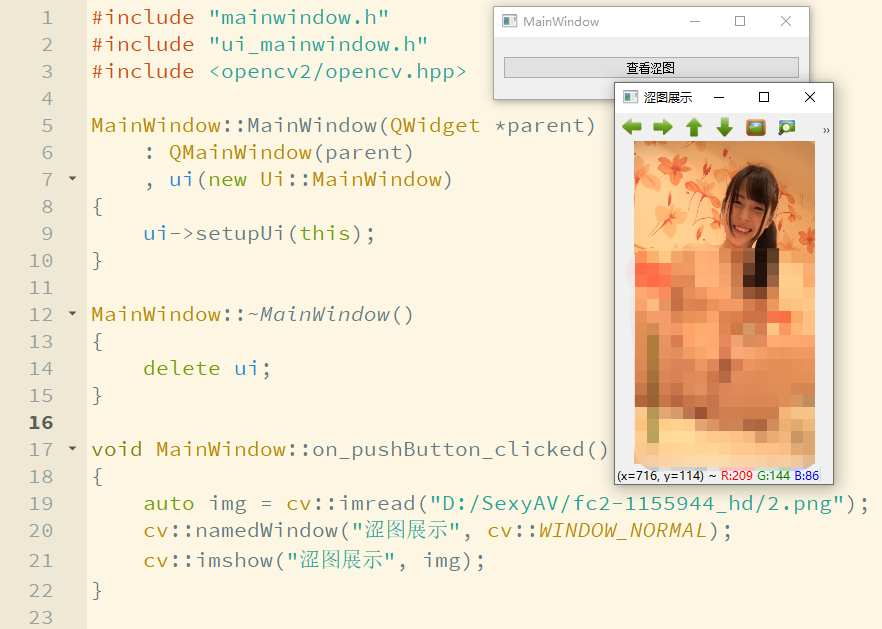 1 #include "mainwindow.h"
2 #include "ui_mainwindow.h"
3 #include <opencv2/opencv.hpp>
4
5 MainWindow::MainWindow(QWidget *parent)
6     : QMainWindow(parent)
7     , ui(new Ui::MainWindow)
8 {
9     ui->setupUi(this);
10 }
11
12 MainWindow::~MainWindow()
13 {
14     delete ui;
15 }
16
17 void MainWindow::on_pushButton_clicked()
18 {
19     auto img = cv::imread("D:/SexyAV/fc2-1155944_hd/2.png");
20     cv::namedWindow("涩图展示", cv::WINDOW_NORMAL);
21     cv::imshow("涩图展示", img);
22 }
23
MainWindow
查看涩图
涩图展示
»
(x=716, y=114) ~ R:209 G:144 B:86